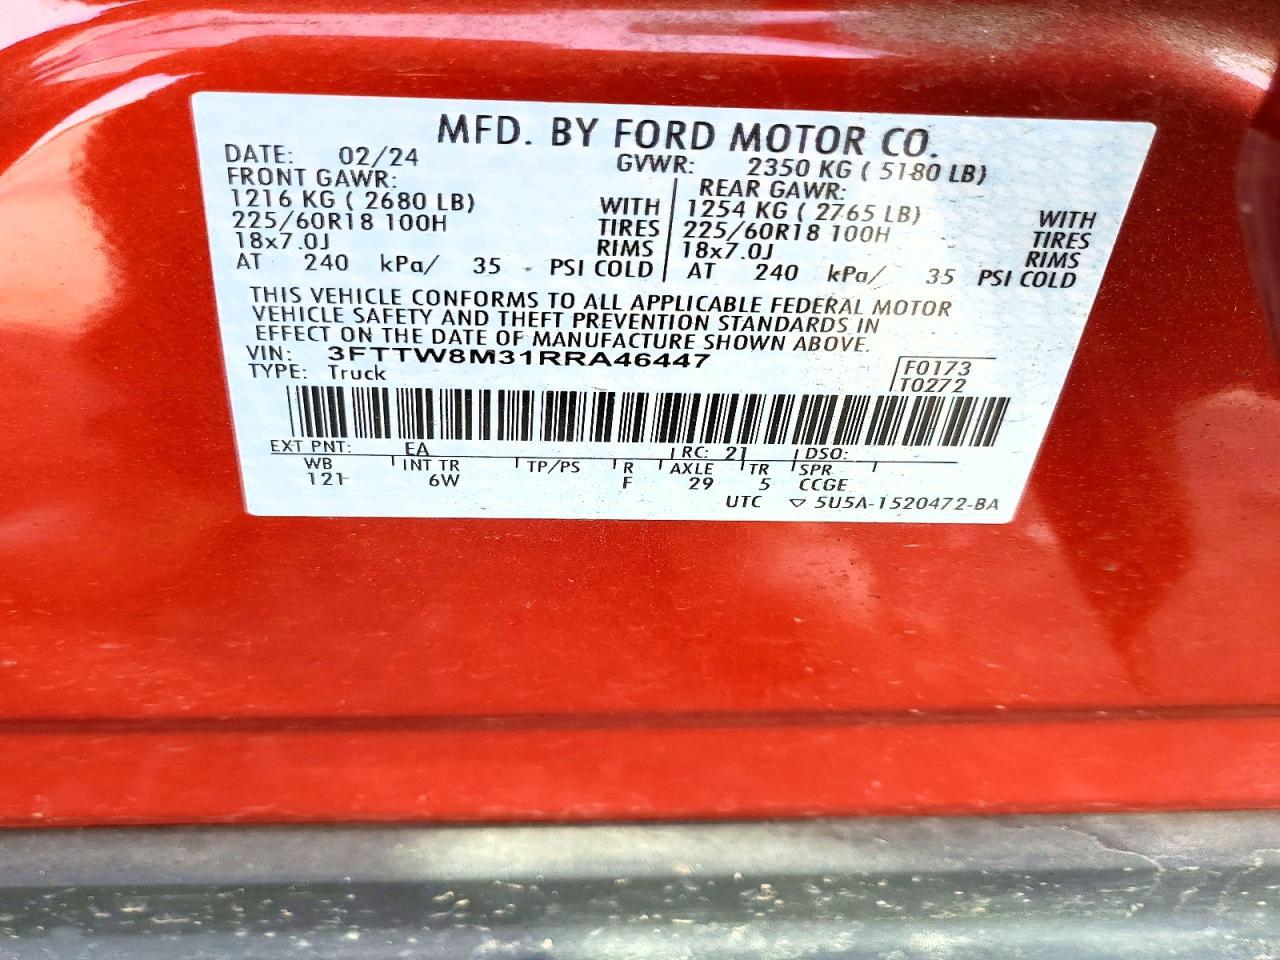 MFD. BY FORD MOTOR CO.
DATE: 02/24 GVWR: 2350 KG ( 5180 LB)
FRONT GAWR: REAR GAWR:
1216 KG ( 2680 LB) WITH 1254 KG ( 2765 LB) WITH
225/60R18 100H TIRES 225/60R18 100H TIRES
18x7.0J RIMS 18x7.0J RIMS
AT 240 kPa/ 35 PSI COLD AT 240 kPa/ 35 PSI COLD
THIS VEHICLE CONFORMS TO ALL APPLICABLE FEDERAL MOTOR
VEHICLE SAFETY AND THEFT PREVENTION STANDARDS IN
EFFECT ON THE DATE OF MANUFACTURE SHOWN ABOVE.
VIN: 3FTTW8M31RRA46447
TYPE: Truck
F0173
T0272
EXT PNT: EA RC: 21 DSO:
WB INT TR TP/PS R AXLE TR SPR
121 6W F 29 5 CCGE
UTC ▽ 5U5A-1520472-BA